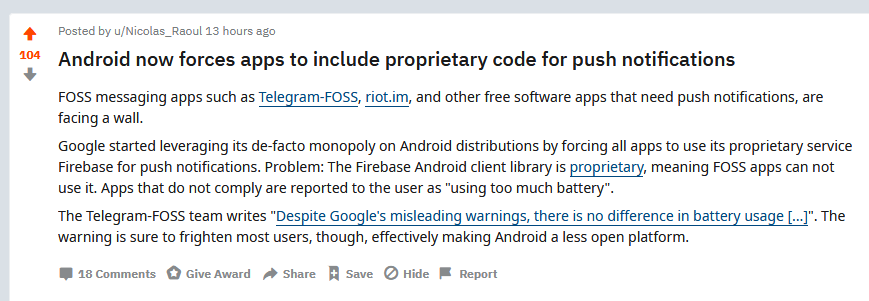 Posted by u/Nicolas_Raoul 13 hours ago
104
Android now forces apps to include proprietary code for push notifications
FOSS messaging apps such as Telegram-FOSS, riot.im, and other free software apps that need push notifications, are
facing a wall.
Google started leveraging its de-facto monopoly on Android distributions by forcing all apps to use its proprietary service
Firebase for push notifications. Problem: The Firebase Android client library is proprietary, meaning FOSS apps can not
use it. Apps that do not comply are reported to the user as "using too much battery".
The Telegram-FOSS team writes "Despite Google's misleading warnings, there is no difference in battery usage [...]". The
warning is sure to frighten most users, though, effectively making Android a less open platform.
18 Comments Give Award Share Save Hide Report